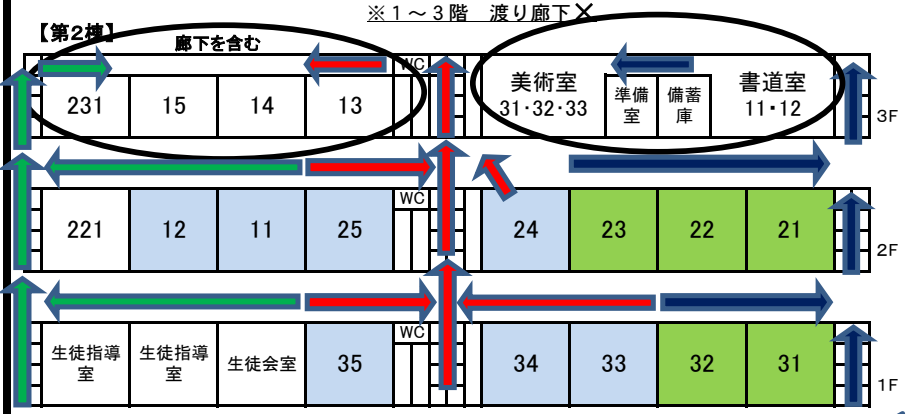 ※1~3階 渡り廊下×
【第2棟】
廊下を含む
WC
231
15
14
13
美術室
31・32・33
準備
室
備蓄
庫
書道室
11・12
3F
WC
221
12
11
25
24
23
22
21
2F
WC
生徒指導
室
生徒指導
室
生徒会室
35
34
33
32
31
1F